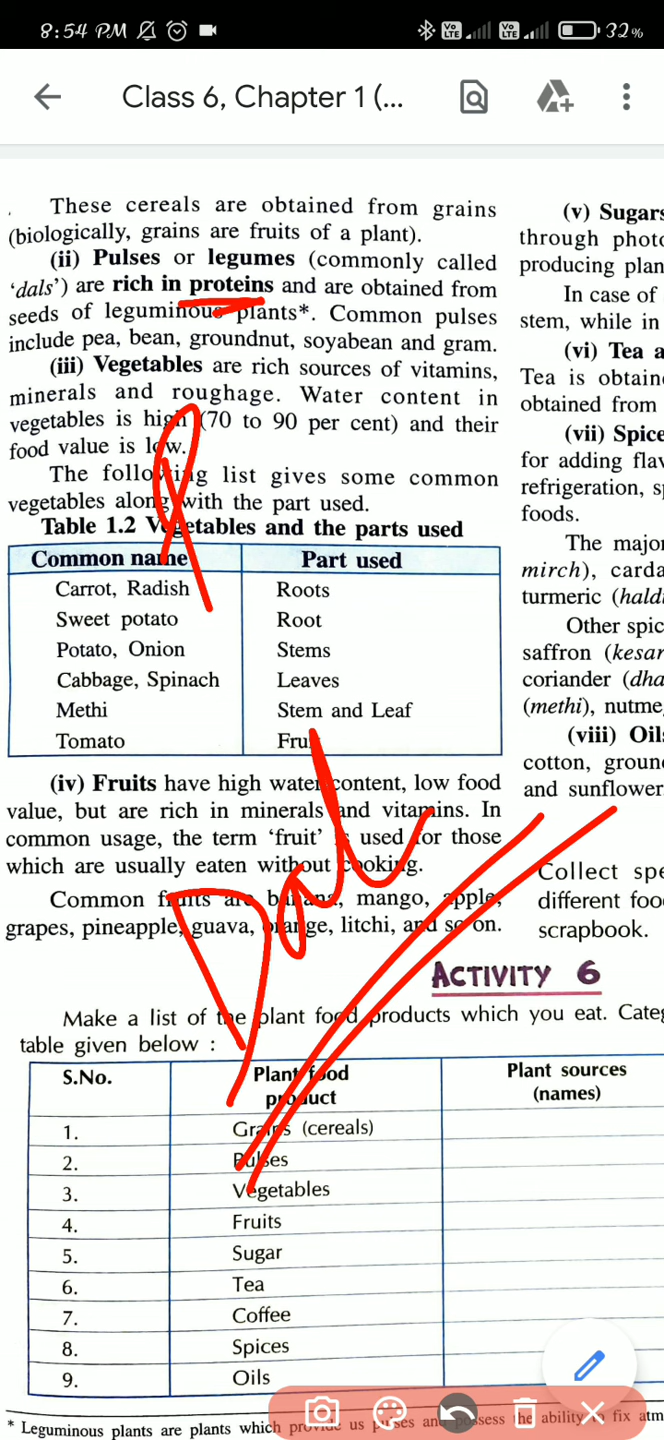 8:54 PM
Vo LTE Vo LTE 32%
Class 6, Chapter 1 (...
These cereals are obtained from grains
(biologically, grains are fruits of a plant).
(ii) Pulses or legumes (commonly called
'dals') are rich in proteins and are obtained from
seeds of leguminous plants*. Common pulses
include pea, bean, groundnut, soyabean and gram.
(iii) Vegetables are rich sources of vitamins,
minerals and roughage. Water content in
vegetables is high (70 to 90 per cent) and their
food value is low.
The following list gives some common
vegetables along with the part used.
Table 1.2 Vegetables and the parts used
Common name Part used
Carrot, Radish Roots
Sweet potato Root
Potato, Onion Stems
Cabbage, Spinach Leaves
Methi Stem and Leaf
Tomato Fruit
(iv) Fruits have high water content, low food
value, but are rich in minerals and vitamins. In
common usage, the term 'fruit' is used for those
which are usually eaten without cooking.
Common fruits are banana, mango, apple,
grapes, pineapple, guava, orange, litchi, and so on.
Dal
(v) Sugars
through photo
producing plan
In case of
stem, while in
(vi) Tea a
Tea is obtain
obtained from
(vii) Spice
for adding flav
refrigeration, sp
foods.
The major
mirch), carda
turmeric (hald
Other spic
saffron (kesar
coriander (dha
(methi), nutme
(viii) Oils
cotton, groun
and sunflower
Collect spe
different foo
scrapbook.
ACTIVITY 6
Make a list of the plant food products which you eat. Categ
table given below :
S.No. Plant food product Plant sources (names)
1. Grains (cereals)
2. Pulses
3. Vegetables
4. Fruits
5. Sugar
6. Tea
7. Coffee
8. Spices
9. Oils
* Leguminous plants are plants which provide us pulses and possess the ability to fix atm